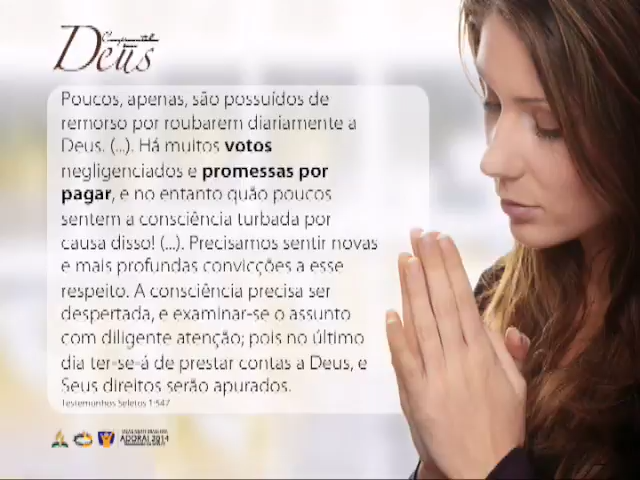 Deus
Poucos, apenas, são possuídos de
remorso por roubarem diariamente a
Deus. (...). Há muitos votos
negligenciados e promessas por
pagar, e no entanto quão poucos
sentem a consciência turbada por
causa disso! (...). Precisamos sentir novas
e mais profundas convicções a esse
respeito. A consciência precisa ser
despertada, e examinar-se o assunto
com diligente atenção; pois no último
dia ter-se-á de prestar contas a Deus, e
Seus direitos serão apurados.
Testemunhos Seletos 1:547
ADORAI 2014